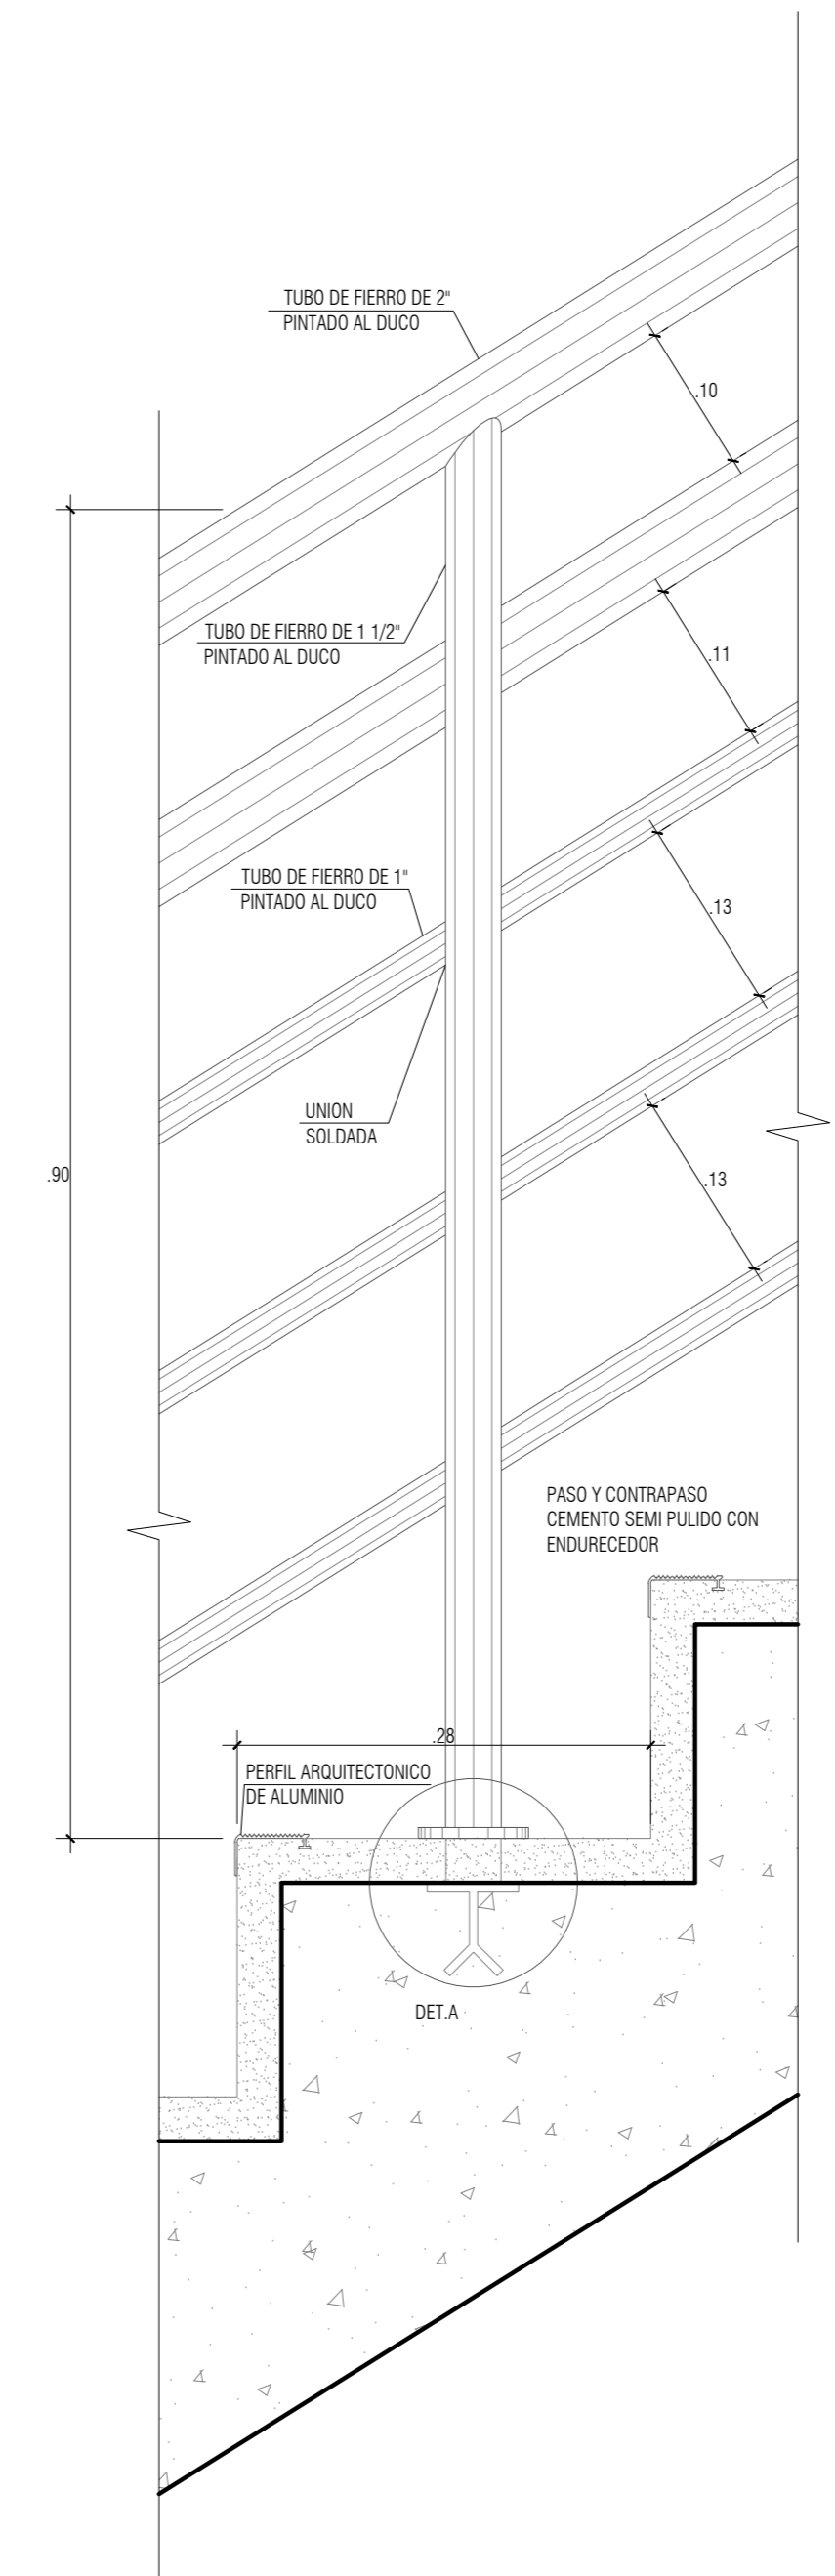 TUBO DE FIERRO DE 2"
PINTADO AL DUCO
.10
TUBO DE FIERRO DE 1 1/2"
PINTADO AL DUCO
.11
TUBO DE FIERRO DE 1"
PINTADO AL DUCO
.13
UNION
SOLDADA
.90
.13
PASO Y CONTRAPASO
CEMENTO SEMI PULIDO CON
ENDURECEDOR
.28
PERFIL ARQUITECTONICO
DE ALUMINIO
DET.A